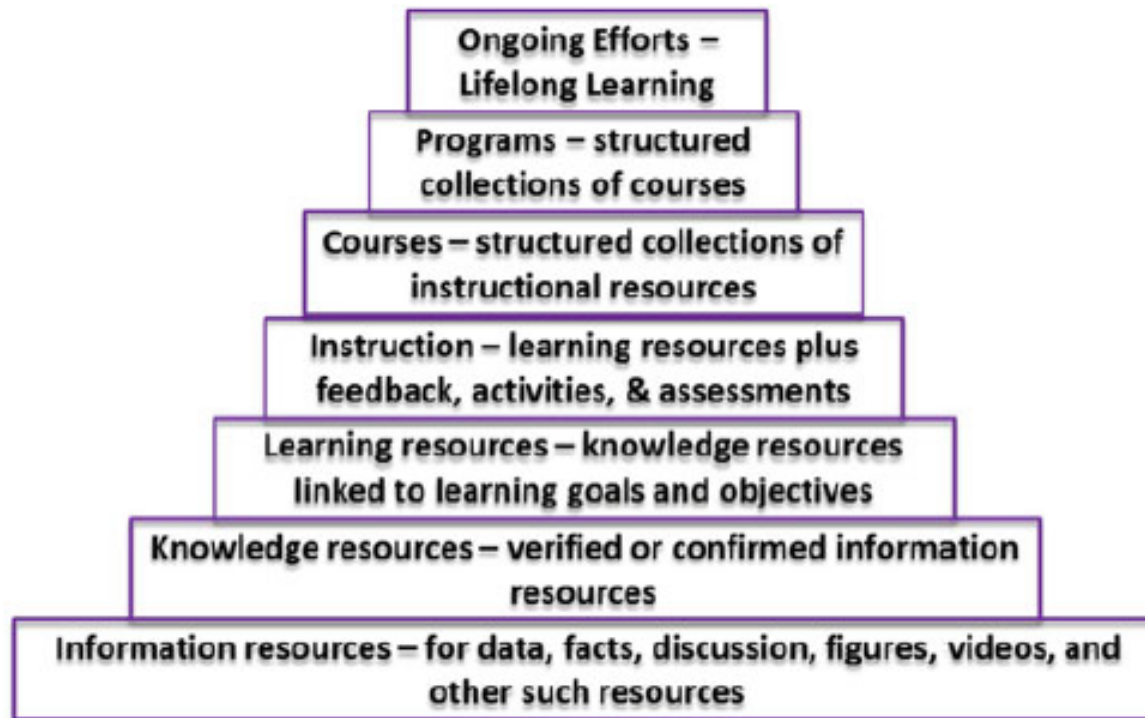 Ongoing Efforts –
Lifelong Learning
Programs – structured
collections of courses
Courses – structured collections of
instructional resources
Instruction – learning resources plus
feedback, activities, & assessments
Learning resources – knowledge resources
linked to learning goals and objectives
Knowledge resources – verified or confirmed information
resources
Information resources – for data, facts, discussion, figures, videos, and
other such resources